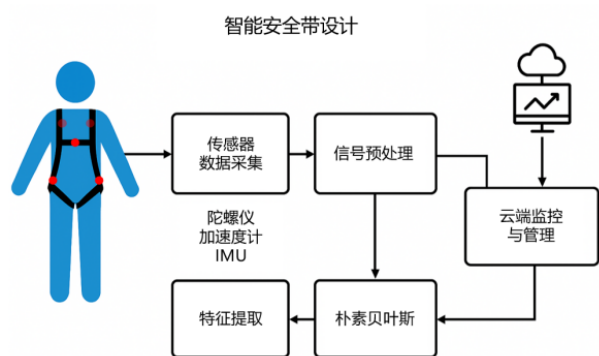 智能安全带设计
传感器
数据采集
信号预处理
云端监控
与管理
陀螺仪
加速度计
IMU
特征提取
朴素贝叶斯